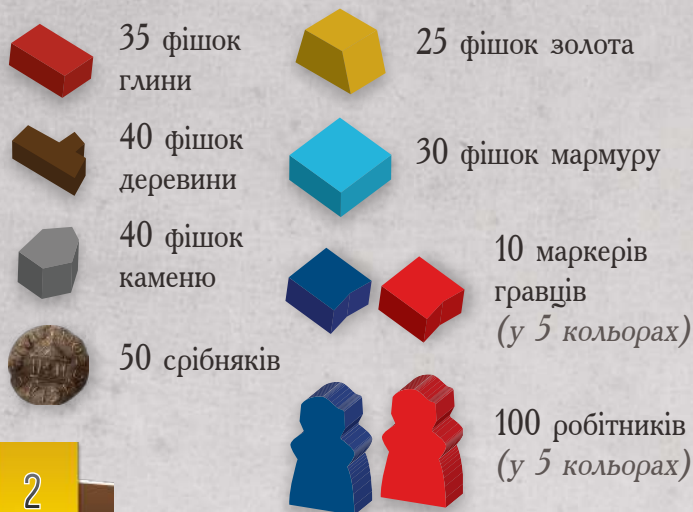 35 фішок
глини
40 фішок
деревини
40 фішок
каменю
50 срібняків
25 фішок золота
30 фішок мармуру
10 маркерів
гравців
(у 5 кольорах)
100 робітників
(у 5 кольорах)
2